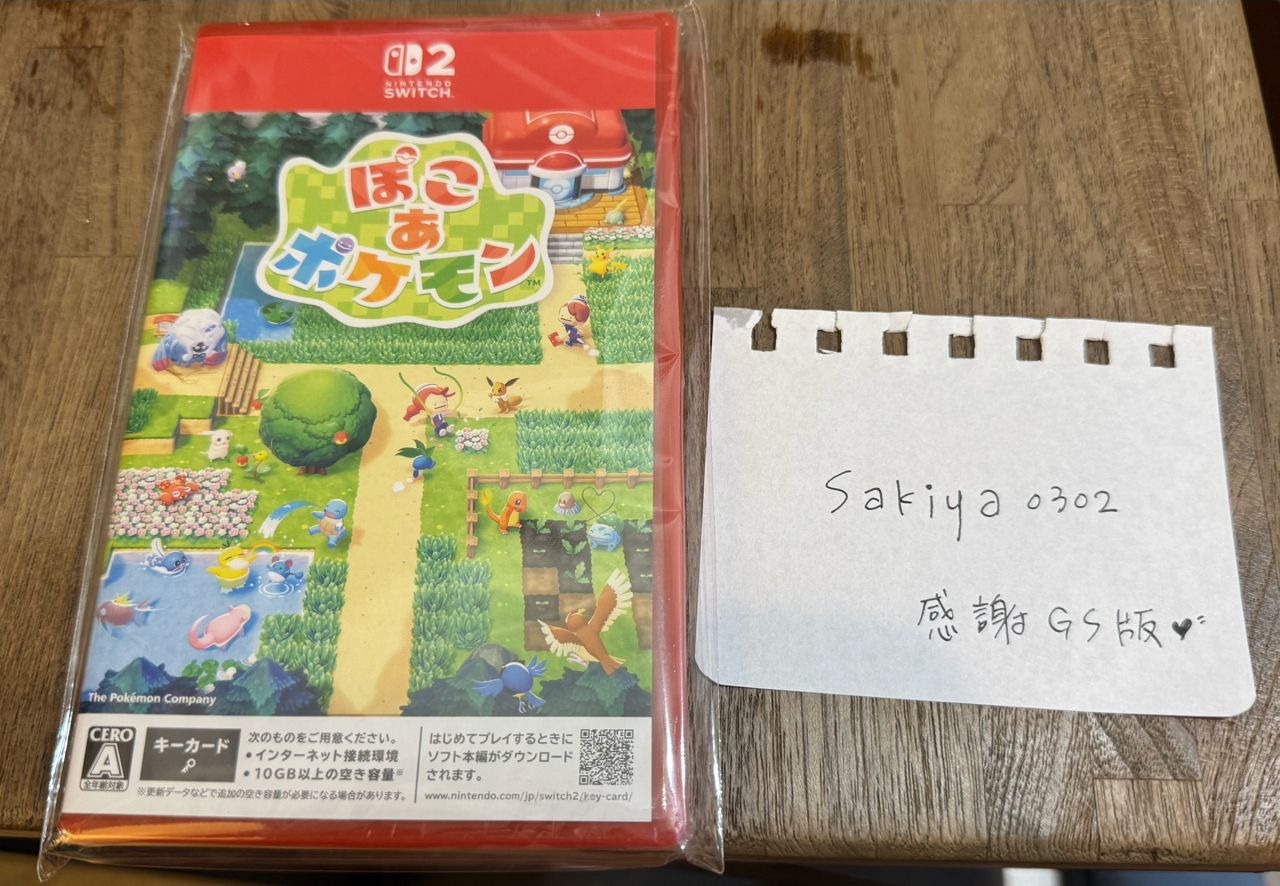 2
NINTENDO
SWITCH™
ぽこ
あ
ポケモン™
The Pokémon Company
CERO
A
全年齢対象
キーカード
次のものをご用意ください。
•インターネット接続環境
•10GB以上の空き容量※
※更新データなどで追加の空き容量が必要になる場合があります。
はじめてプレイするときに
ソフト本編がダウンロード
されます。
www.nintendo.com/jp/switch2/key-card/
Sakiya 0302
感謝 GS版♥